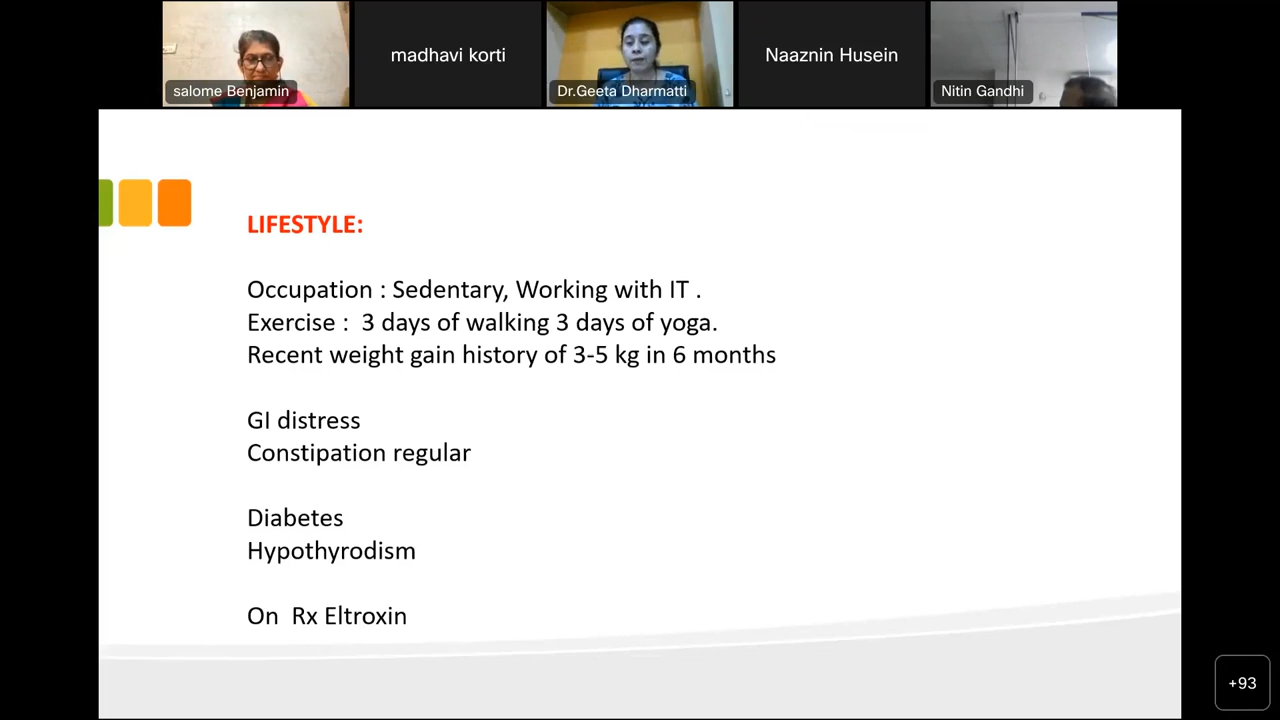 salome Benjamin
madhavi korti
Dr.Geeta Dharmatti
Naaznin Husein
Nitin Gandhi
LIFESTYLE:
Occupation : Sedentary, Working with IT .
Exercise :  3 days of walking 3 days of yoga.
Recent weight gain history of 3-5 kg in 6 months
GI distress
Constipation regular
Diabetes
Hypothyrodism
On  Rx Eltroxin
+93